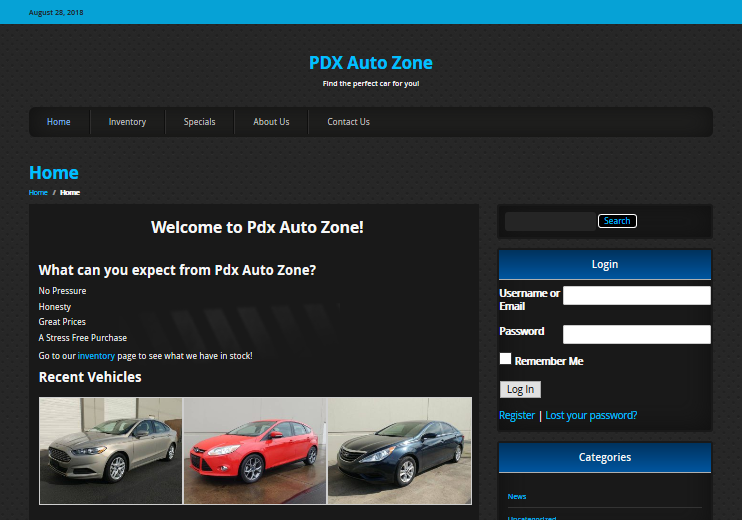 August 28, 2018
PDX Auto Zone
Find the perfect car for you!
Home
Inventory
Specials
About Us
Contact Us
Home
Home / Home
Welcome to Pdx Auto Zone!
What can you expect from Pdx Auto Zone?
No Pressure
Honesty
Great Prices
A Stress Free Purchase
Go to our inventory page to see what we have in stock!
Recent Vehicles
Search
Login
Username or
Email
Password
Remember Me
Log In
Register | Lost your password?
Categories
News
Uncategorized